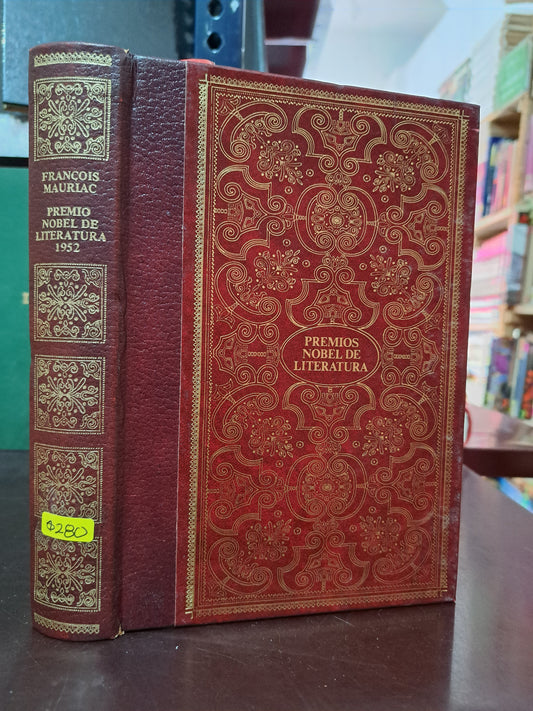 FRANÇOIS
MAURIAC
PREMIO
NOBEL DE
LITERATURA
1952
$280
PREMIOS
NOBEL DE
LITERATURA